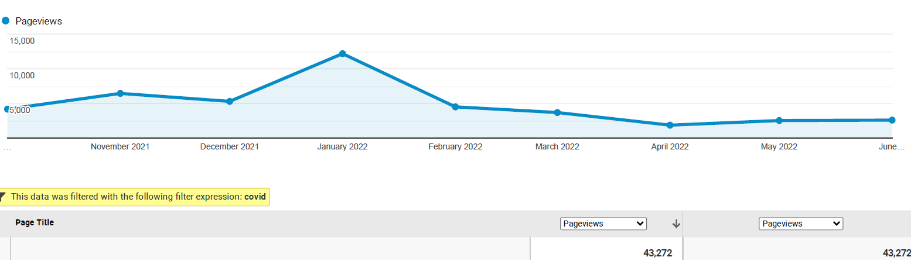 Pageviews
15,000
10,000
5,000
...
November 2021
December 2021
January 2022
February 2022
March 2022
April 2022
May 2022
June...
This data was filtered with the following filter expression: covid
Page Title
Pageviews
Pageviews
43,272
43,272